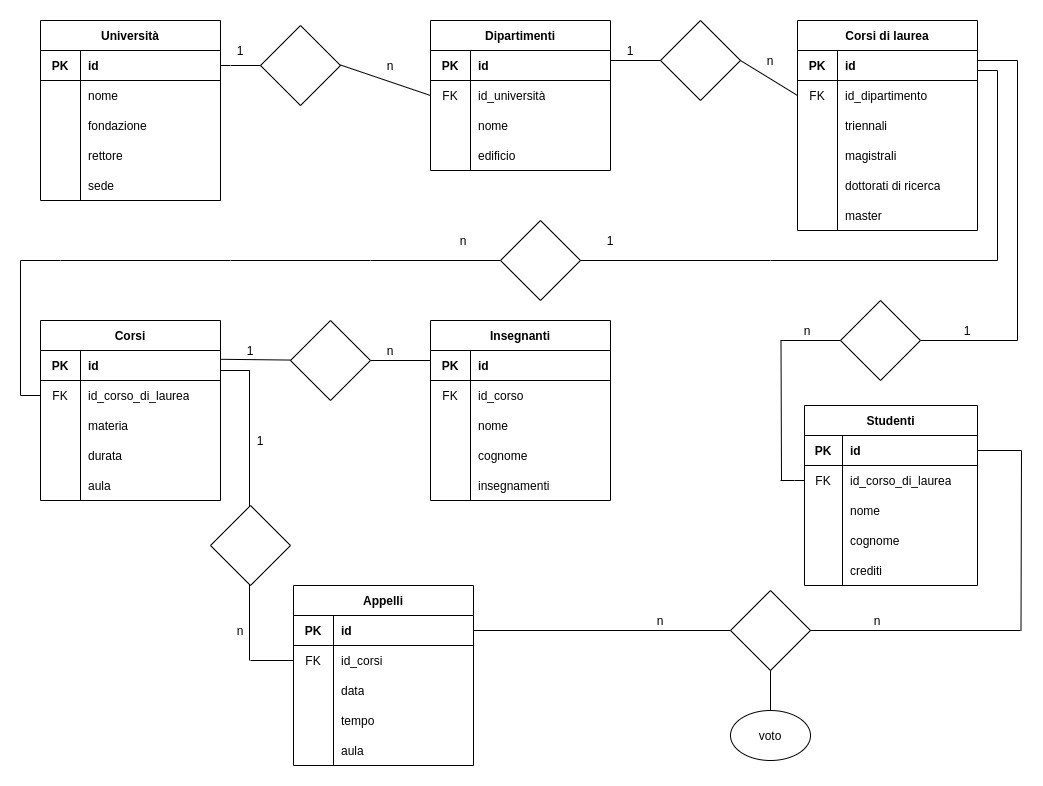 Università
PK id
nome
fondazione
rettore
sede
1
n
Dipartimenti
PK id
FK id_università
nome
edificio
1
n
Corsi di laurea
PK id
FK id_dipartimento
triennali
magistrali
dottorati di ricerca
master
n
1
Corsi
PK id
FK id_corso_di_laurea
materia
durata
aula
1
n
Insegnanti
PK id
FK id_corso
nome
cognome
insegnamenti
n
1
Studenti
PK id
FK id_corso_di_laurea
nome
cognome
crediti
1
n
Appelli
PK id
FK id_corsi
data
tempo
aula
n
n
voto